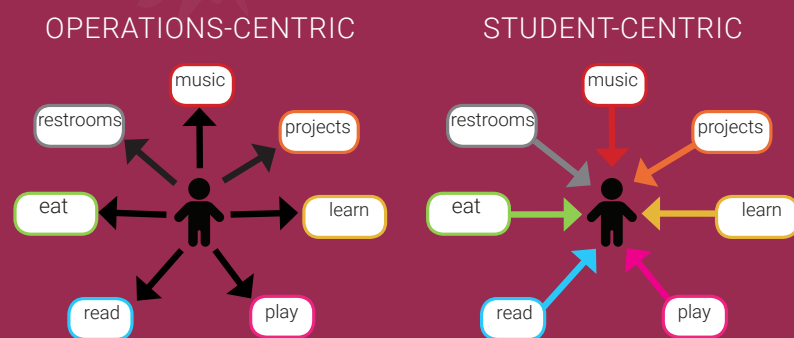 OPERATIONS-CENTRIC
music
restrooms
projects
eat
learn
read
play
STUDENT-CENTRIC
music
restrooms
projects
eat
learn
read
play